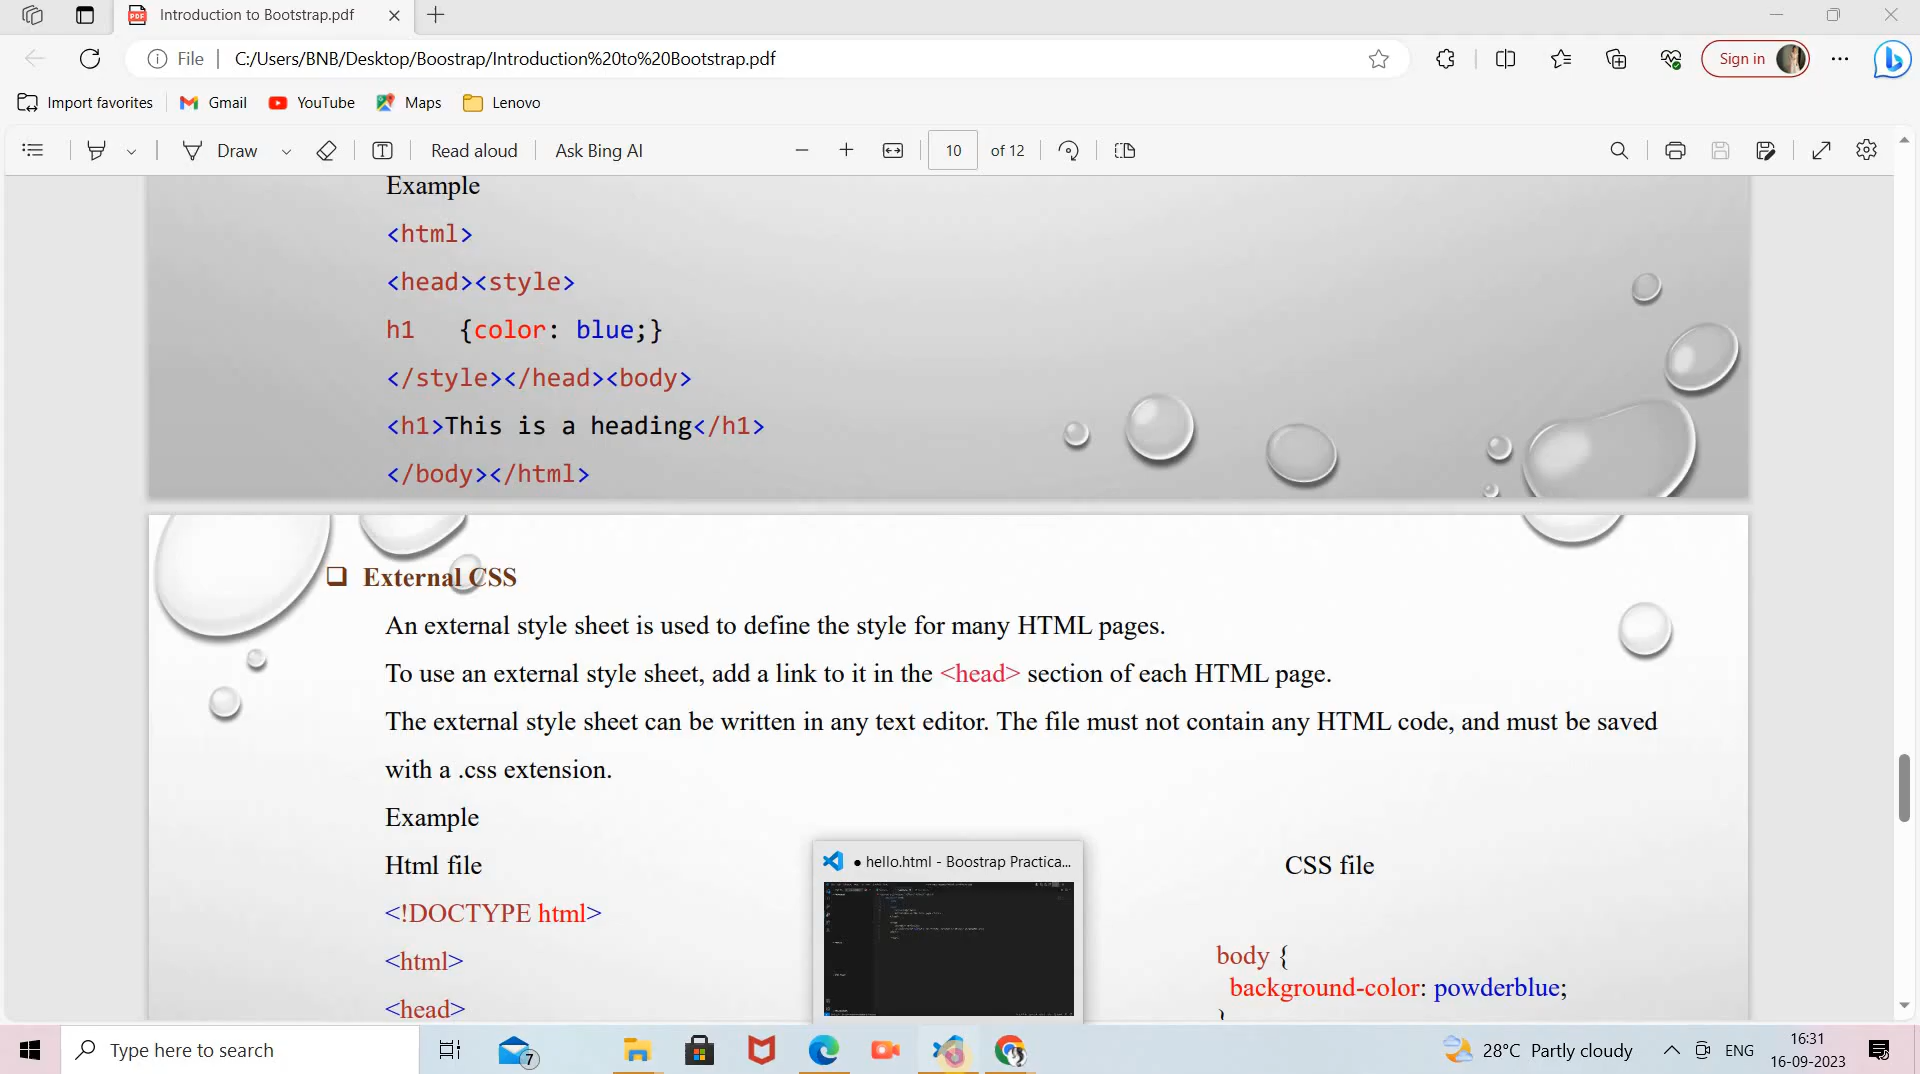 Introduction to Bootstrap.pdf
File
C:/Users/BNB/Desktop/Boostrap/Introduction%20to%20Bootstrap.pdf
Sign in
Import favorites
Gmail
YouTube
Maps
Lenovo
Draw
Read aloud
Ask Bing AI
10
of 12
Example
<html>
<head><style>
h1 {color: blue;}
</style></head><body>
<h1>This is a heading</h1>
</body></html>
External CSS
An external style sheet is used to define the style for many HTML pages.
To use an external style sheet, add a link to it in the <head> section of each HTML page.
The external style sheet can be written in any text editor. The file must not contain any HTML code, and must be saved
with a .css extension.
Example
Html file
CSS file
<!DOCTYPE html>
<html>
<head>
body {
background-color: powderblue;
}
● hello.html - Boostrap Practica...
Type here to search
7
28°C Partly cloudy
ENG
16:31
16-09-2023